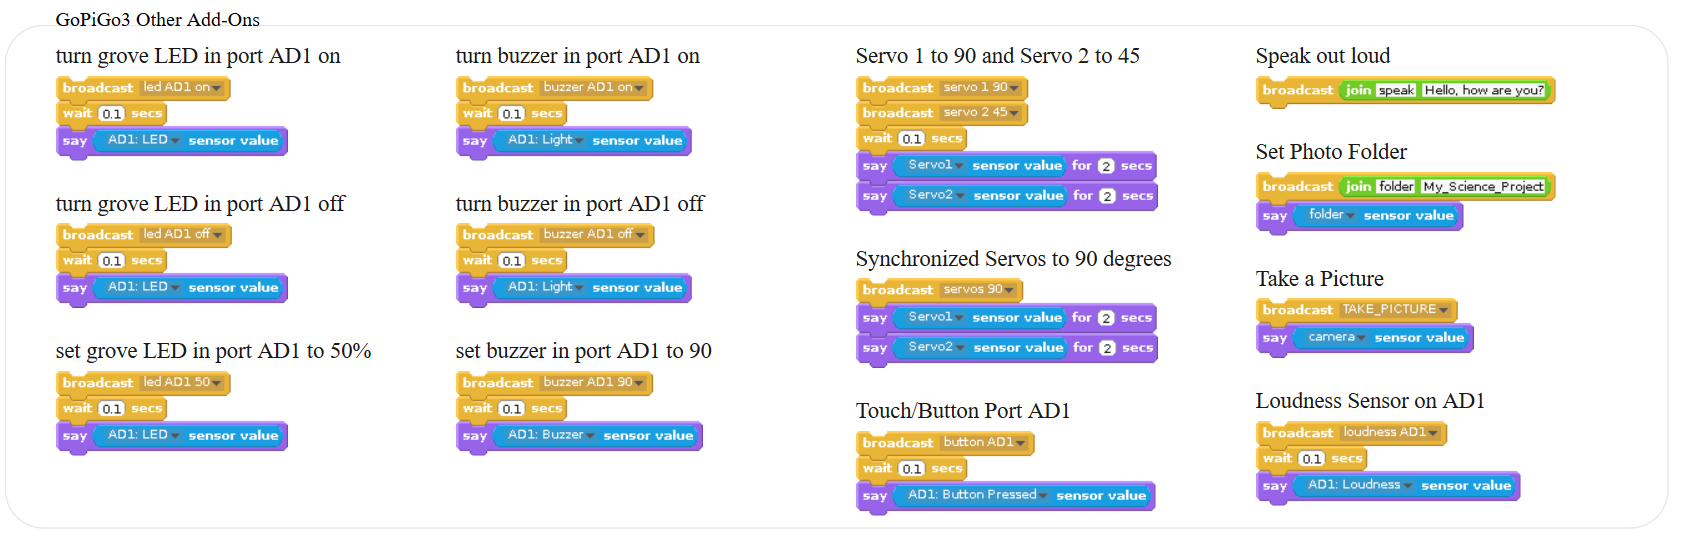 GoPiGo3 Other Add-Ons
turn grove LED in port AD1 on
broadcast led AD1 on
wait 0.1 secs
say AD1: LED sensor value
turn grove LED in port AD1 off
broadcast led AD1 off
wait 0.1 secs
say AD1: LED sensor value
set grove LED in port AD1 to 50%
broadcast led AD1 50
wait 0.1 secs
say AD1: LED sensor value
turn buzzer in port AD1 on
broadcast buzzer AD1 on
wait 0.1 secs
say AD1: Light sensor value
turn buzzer in port AD1 off
broadcast buzzer AD1 off
wait 0.1 secs
say AD1: Light sensor value
set buzzer in port AD1 to 90
broadcast buzzer AD1 90
wait 0.1 secs
say AD1: Buzzer sensor value
Servo 1 to 90 and Servo 2 to 45
broadcast servo 1 90
broadcast servo 2 45
wait 0.1 secs
say Servo1 sensor value for 2 secs
say Servo2 sensor value for 2 secs
Synchronized Servos to 90 degrees
broadcast servos 90
say Servo1 sensor value for 2 secs
say Servo2 sensor value for 2 secs
Touch/Button Port AD1
broadcast button AD1
wait 0.1 secs
say AD1: Button Pressed sensor value
Speak out loud
broadcast join speak Hello, how are you?
Set Photo Folder
broadcast join folder My_Science_Project
say folder sensor value
Take a Picture
broadcast TAKE_PICTURE
say camera sensor value
Loudness Sensor on AD1
broadcast loudness AD1
wait 0.1 secs
say AD1: Loudness sensor value